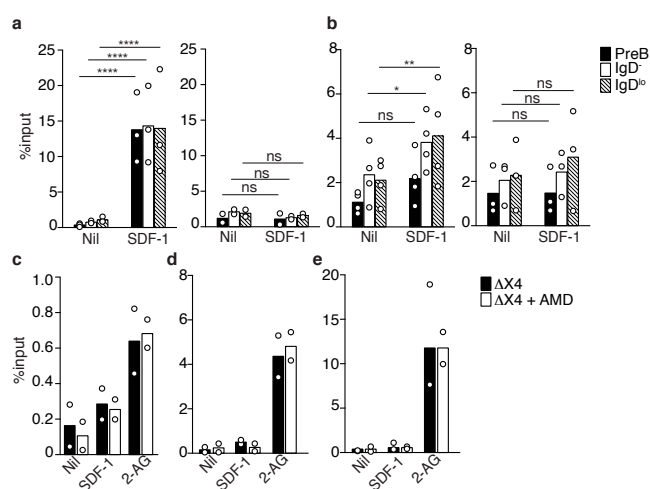 a
b
25
20
15
10
5
0
%input
****
****
****
Nil
SDF-1
25
20
15
10
5
0
ns
ns
ns
Nil
SDF-1
8
6
4
2
0
**
*
ns
Nil
SDF-1
8
6
4
2
0
ns
ns
ns
Nil
SDF-1
PreB
IgD⁻
IgDˡᵒ
c
d
e
1.0
0.8
0.6
0.4
0.2
0
%input
Nil
SDF-1
2-AG
8
6
4
2
0
Nil
SDF-1
2-AG
20
15
10
5
0
Nil
SDF-1
2-AG
ΔX4
ΔX4 + AMD